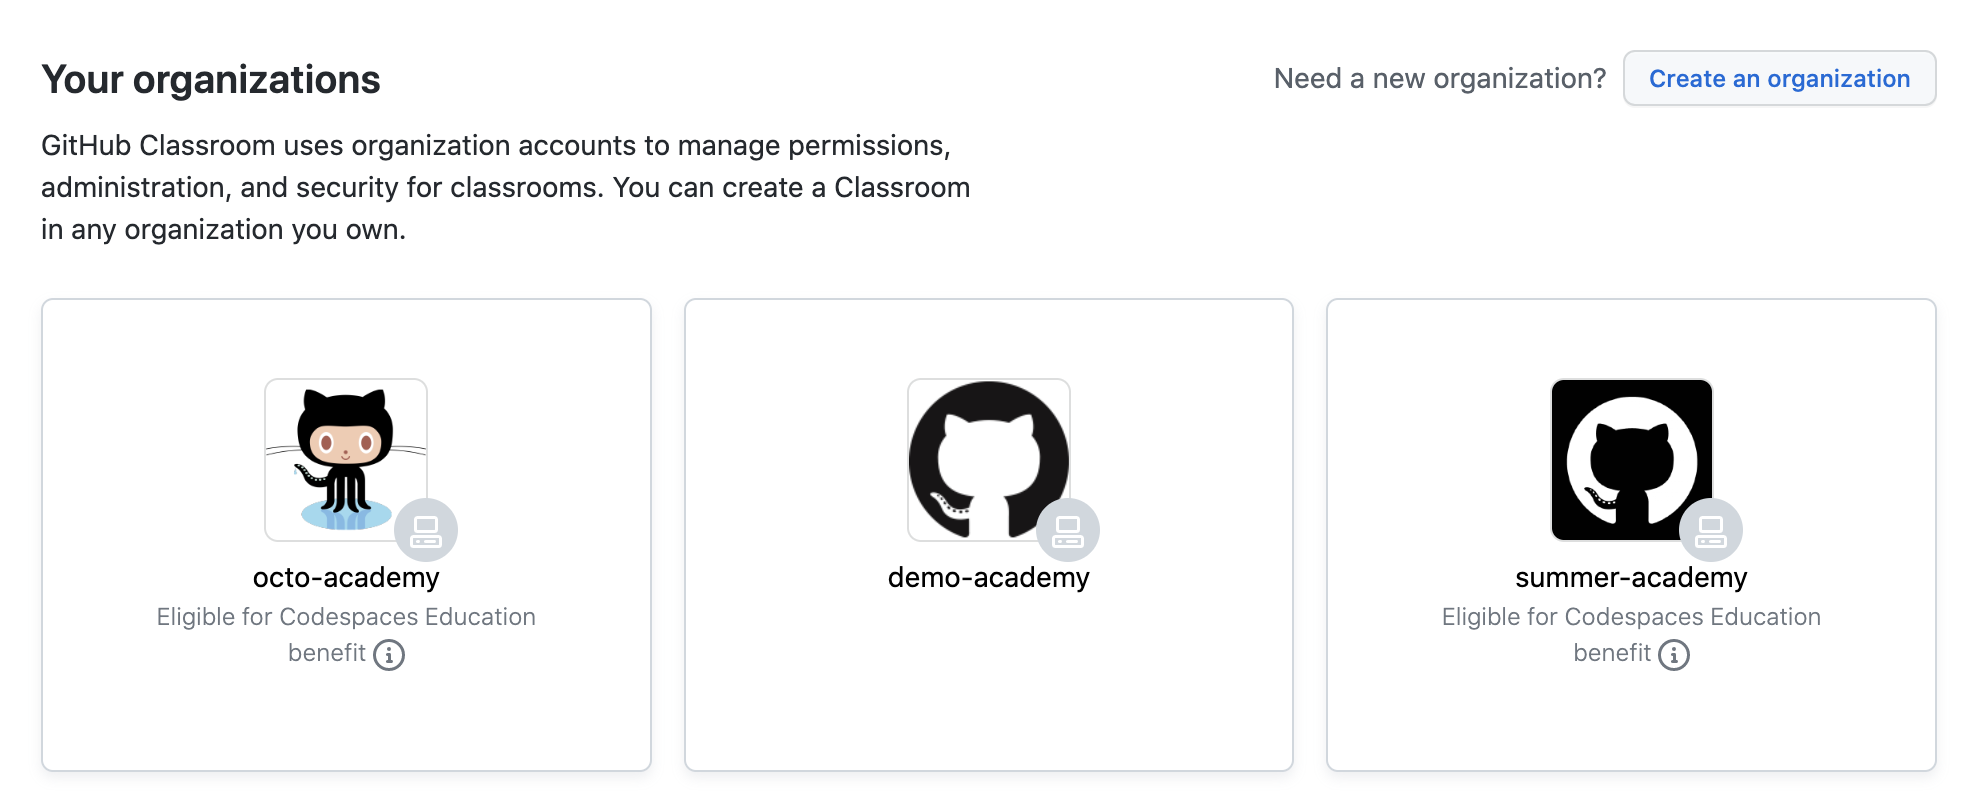 Your organizations
Need a new organization? Create an organization
GitHub Classroom uses organization accounts to manage permissions,
administration, and security for classrooms. You can create a Classroom
in any organization you own.
octo-academy
Eligible for Codespaces Education
benefit
demo-academy
summer-academy
Eligible for Codespaces Education
benefit